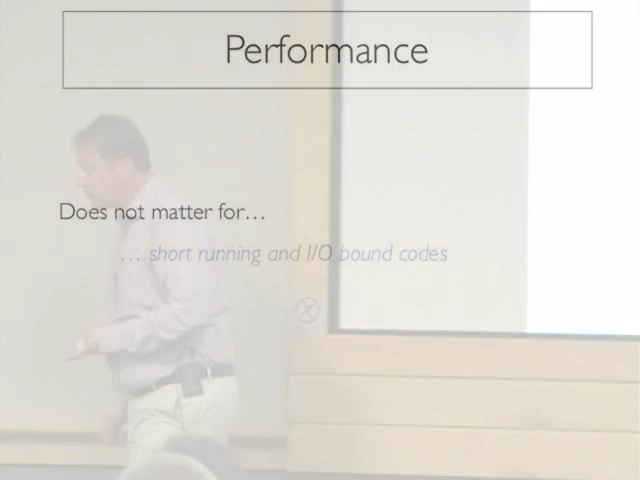 Performance
Does not matter for…
… short running and I/O bound codes